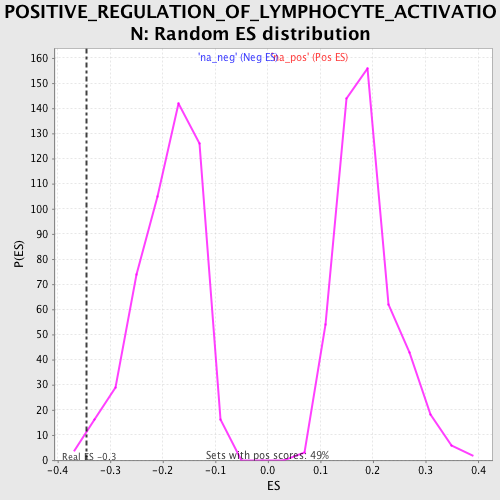 POSITIVE_REGULATION_OF_LYMPHOCYTE_ACTIVATIO
N: Random ES distribution
'na_neg' (Neg ES)
'na_pos' (Pos ES)
160
150
140
130
120
110
100
90
80
70
60
50
40
30
20
10
0
P(ES)
Real ES -0.3
Sets with pos scores: 49%
-0.4 -0.3 -0.2 -0.1 0.0 0.1 0.2 0.3 0.4
ES